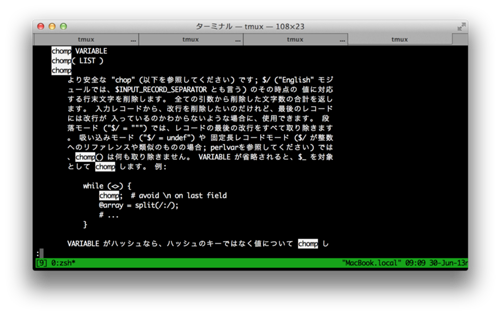 ターミナル — tmux — 108×23
tmux
tmux
tmux
tmux
chomp VARIABLE
chomp( LIST )
chomp
より安全な "chop" (以下を参照してください) です; $/ ("English" モジ
ュールでは、$INPUT_RECORD_SEPARATOR とも言う) のその時点の 値に対応
する行末文字を削除します。 全ての引数から削除した文字数の合計を返し
ます。 入力レコードから、改行を削除したいのだけれど、最後のレコード
には改行が 入っているのかわからないような場合に、使用できます。 段
落モード ("$/ = """) では、レコードの最後の改行をすべて取り除きます
。 吸い込みモード ("$/ = undef") や 固定長レコードモード ($/ が整数
へのリファレンスや類似のものの場合; perlvarを参照してください) では
、chomp() は何も取り除きません。 VARIABLE が省略されると、$_ を対象
として chomp します。 例:
while (<>) {
chomp;  # avoid \n on last field
@array = split(/:/);
# ...
}
VARIABLE がハッシュなら、ハッシュのキーではなく値について chomp し
:
[9] 0:zsh* "MacBook.local" 09:09 30-Jun-13